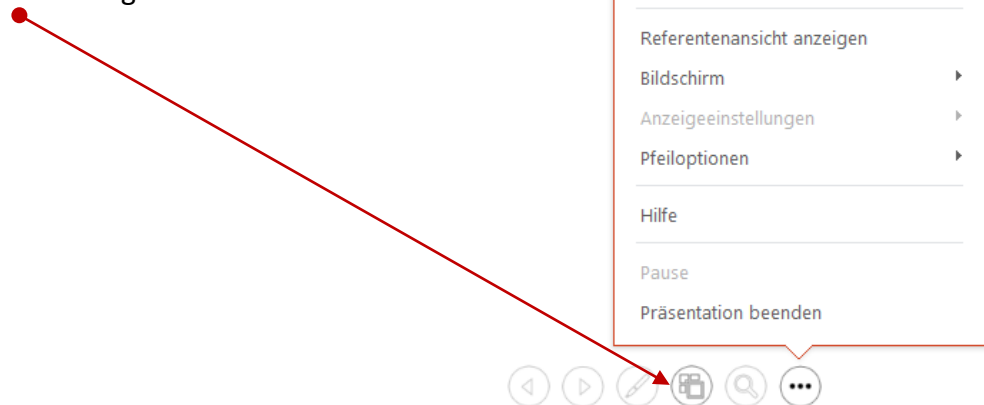 Referentenansicht anzeigen
Bildschirm
Anzeigeeinstellungen
Pfeiloptionen
Hilfe
Pause
Präsentation beenden